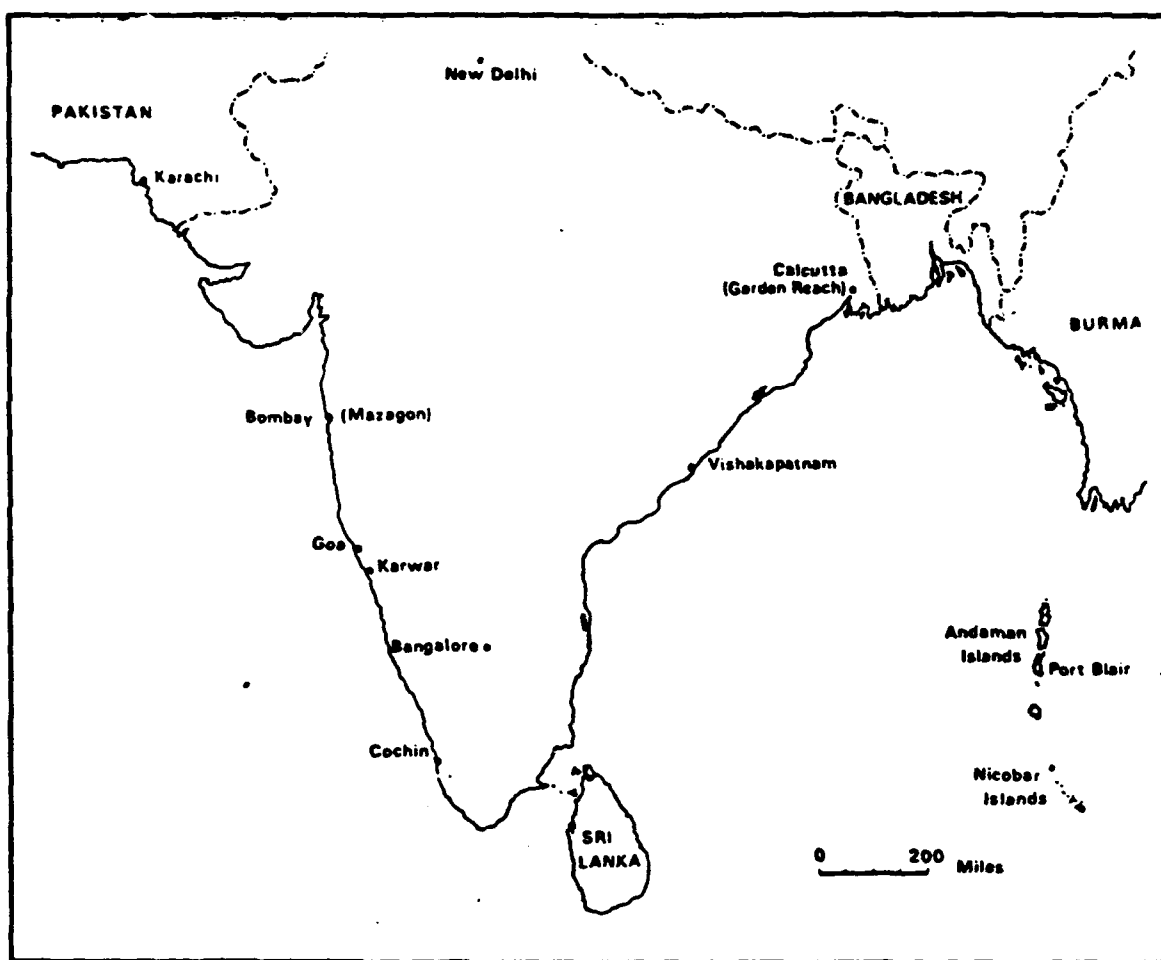 New Delhi
PAKISTAN
Karachi
BANGLADESH
Calcutta
(Garden Reach)
BURMA
Bombay (Mazagon)
Vishakapatnam
Goa
Karwar
Andaman
Islands
Port Blair
Bangalore
Cochin
Nicobar
Islands
SRI
LANKA
0 200 Miles